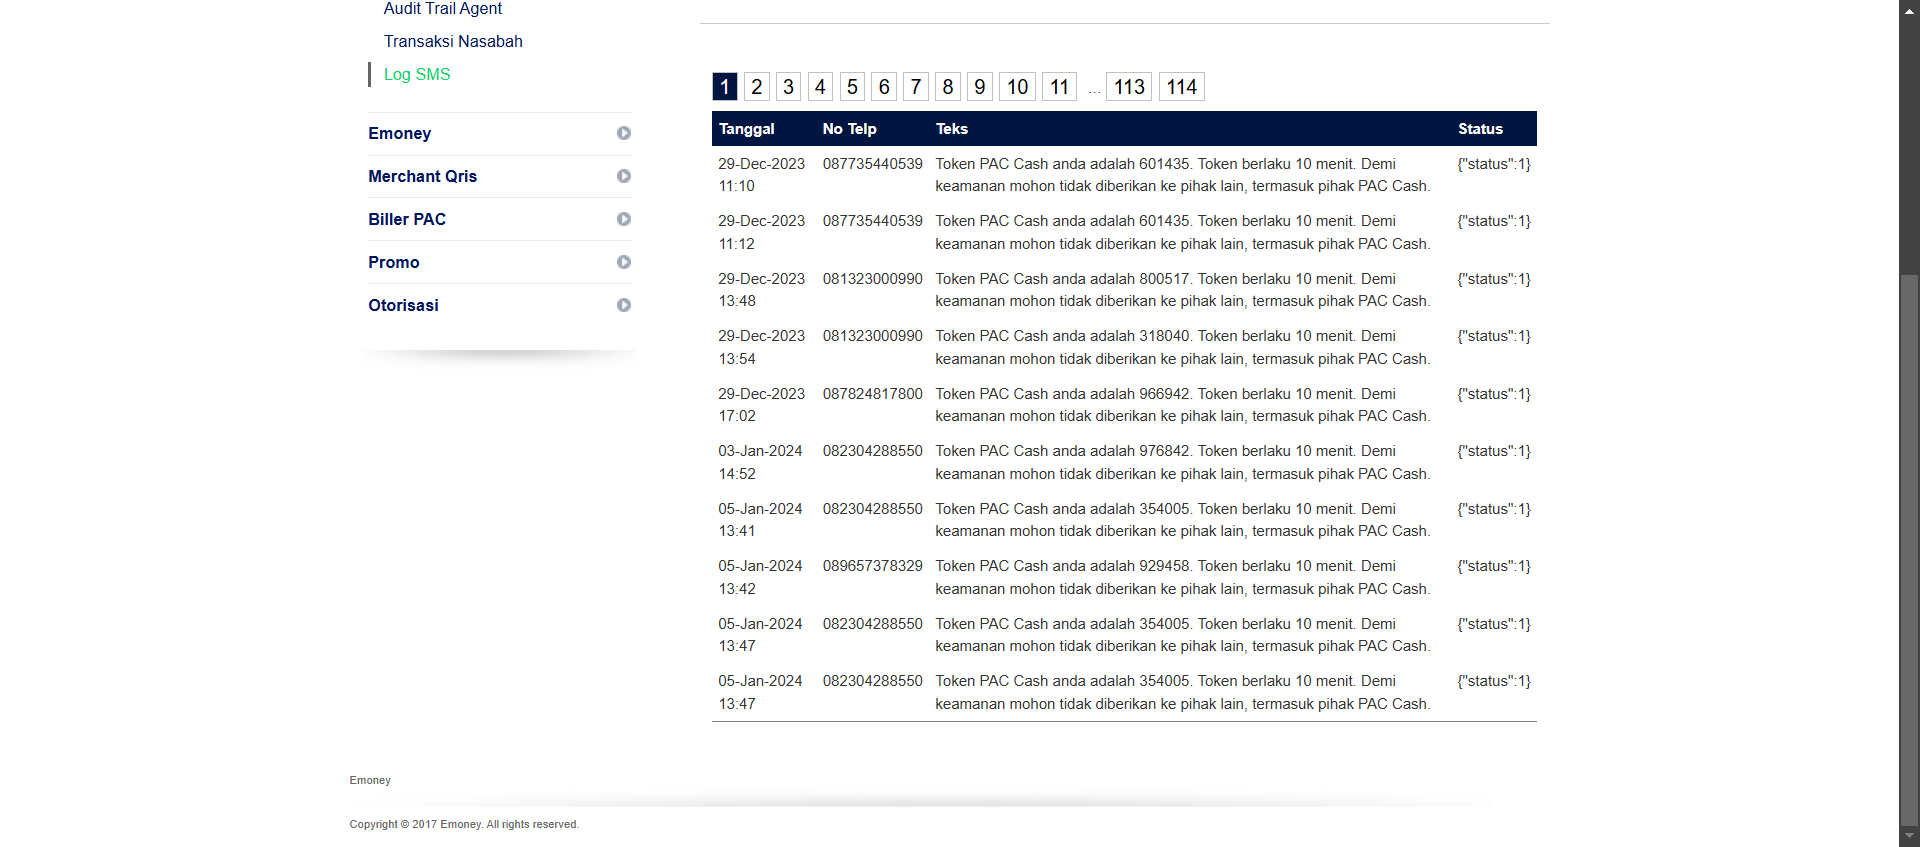 Audit Trail Agent
Transaksi Nasabah
Log SMS
Emoney
Merchant Qris
Biller PAC
Promo
Otorisasi
1 2 3 4 5 6 7 8 9 10 11 ... 113 114
Tanggal No Telp Teks Status
29-Dec-2023 087735440539 Token PAC Cash anda adalah 601435. Token berlaku 10 menit. Demi {"status":1}
11:10 keamanan mohon tidak diberikan ke pihak lain, termasuk pihak PAC Cash.
29-Dec-2023 087735440539 Token PAC Cash anda adalah 601435. Token berlaku 10 menit. Demi {"status":1}
11:12 keamanan mohon tidak diberikan ke pihak lain, termasuk pihak PAC Cash.
29-Dec-2023 081323000990 Token PAC Cash anda adalah 800517. Token berlaku 10 menit. Demi {"status":1}
13:48 keamanan mohon tidak diberikan ke pihak lain, termasuk pihak PAC Cash.
29-Dec-2023 081323000990 Token PAC Cash anda adalah 318040. Token berlaku 10 menit. Demi {"status":1}
13:54 keamanan mohon tidak diberikan ke pihak lain, termasuk pihak PAC Cash.
29-Dec-2023 087824817800 Token PAC Cash anda adalah 966942. Token berlaku 10 menit. Demi {"status":1}
17:02 keamanan mohon tidak diberikan ke pihak lain, termasuk pihak PAC Cash.
03-Jan-2024 082304288550 Token PAC Cash anda adalah 976842. Token berlaku 10 menit. Demi {"status":1}
14:52 keamanan mohon tidak diberikan ke pihak lain, termasuk pihak PAC Cash.
05-Jan-2024 082304288550 Token PAC Cash anda adalah 354005. Token berlaku 10 menit. Demi {"status":1}
13:41 keamanan mohon tidak diberikan ke pihak lain, termasuk pihak PAC Cash.
05-Jan-2024 089657378329 Token PAC Cash anda adalah 929458. Token berlaku 10 menit. Demi {"status":1}
13:42 keamanan mohon tidak diberikan ke pihak lain, termasuk pihak PAC Cash.
05-Jan-2024 082304288550 Token PAC Cash anda adalah 354005. Token berlaku 10 menit. Demi {"status":1}
13:47 keamanan mohon tidak diberikan ke pihak lain, termasuk pihak PAC Cash.
05-Jan-2024 082304288550 Token PAC Cash anda adalah 354005. Token berlaku 10 menit. Demi {"status":1}
13:47 keamanan mohon tidak diberikan ke pihak lain, termasuk pihak PAC Cash.
Emoney
Copyright © 2017 Emoney. All rights reserved.